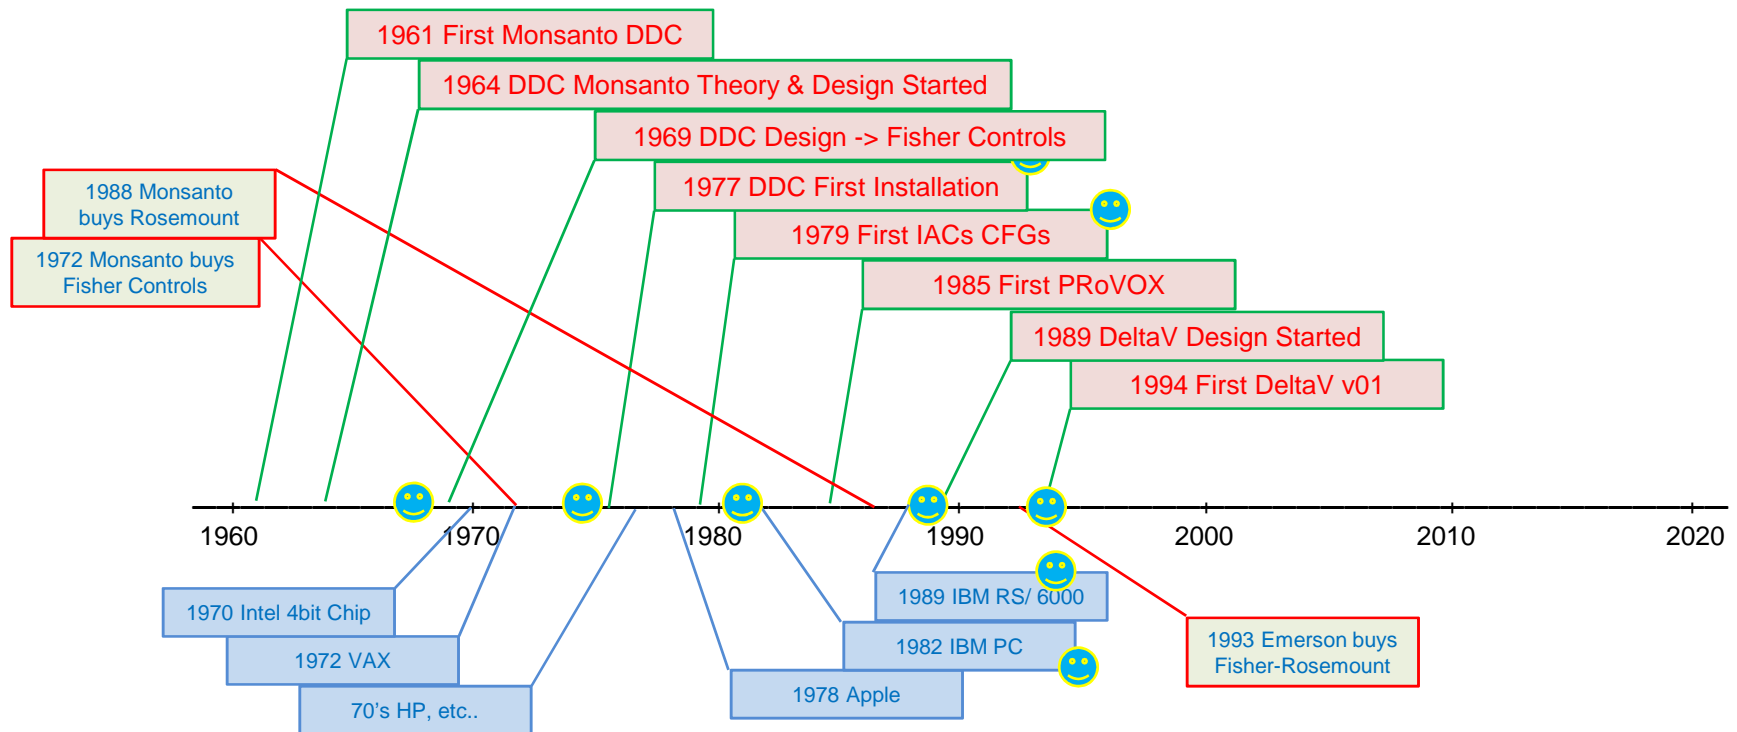 1961 First Monsanto DDC
1964 DDC Monsanto Theory & Design Started
1969 DDC Design -> Fisher Controls
1977 DDC First Installation
1979 First IACs CFGs
1985 First PRoVOX
1989 DeltaV Design Started
1994 First DeltaV v01
1988 Monsanto
buys Rosemount
1972 Monsanto buys
Fisher Controls
1960
1970
1980
1990
2000
2010
2020
1970 Intel 4bit Chip
1972 VAX
70's HP, etc..
1989 IBM RS/ 6000
1982 IBM PC
1978 Apple
1993 Emerson buys
Fisher-Rosemount